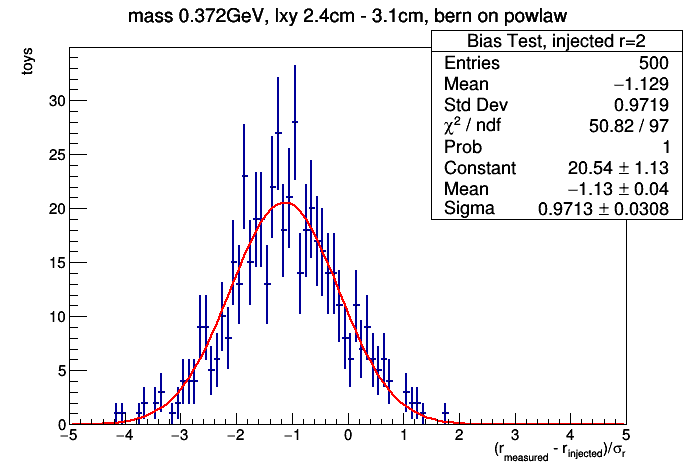 mass 0.372GeV, lxy 2.4cm - 3.1cm, bern on powlaw
toys
Bias Test, injected r=2
Entries 500
Mean −1.129
Std Dev 0.9719
χ² / ndf 50.82 / 97
Prob 1
Constant 20.54 ± 1.13
Mean −1.13 ± 0.04
Sigma 0.9713 ± 0.0308
30
25
20
15
10
5
0
−5 −4 −3 −2 −1 0 1 2 3 4 5
(r_measured - r_injected)/σ_r